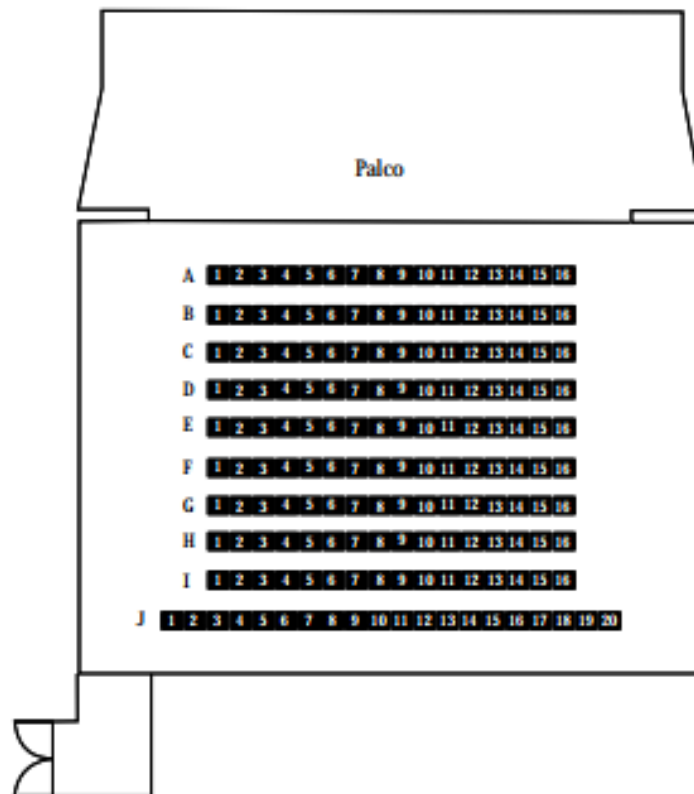 Palco
A 1 2 3 4 5 6 7 8 9 10 11 12 13 14 15 16
B 1 2 3 4 5 6 7 8 9 10 11 12 13 14 15 16
C 1 2 3 4 5 6 7 8 9 10 11 12 13 14 15 16
D 1 2 3 4 5 6 7 8 9 10 11 12 13 14 15 16
E 1 2 3 4 5 6 7 8 9 10 11 12 13 14 15 16
F 1 2 3 4 5 6 7 8 9 10 11 12 13 14 15 16
G 1 2 3 4 5 6 7 8 9 10 11 12 13 14 15 16
H 1 2 3 4 5 6 7 8 9 10 11 12 13 14 15 16
I 1 2 3 4 5 6 7 8 9 10 11 12 13 14 15 16
J 1 2 3 4 5 6 7 8 9 10 11 12 13 14 15 16 17 18 19 20